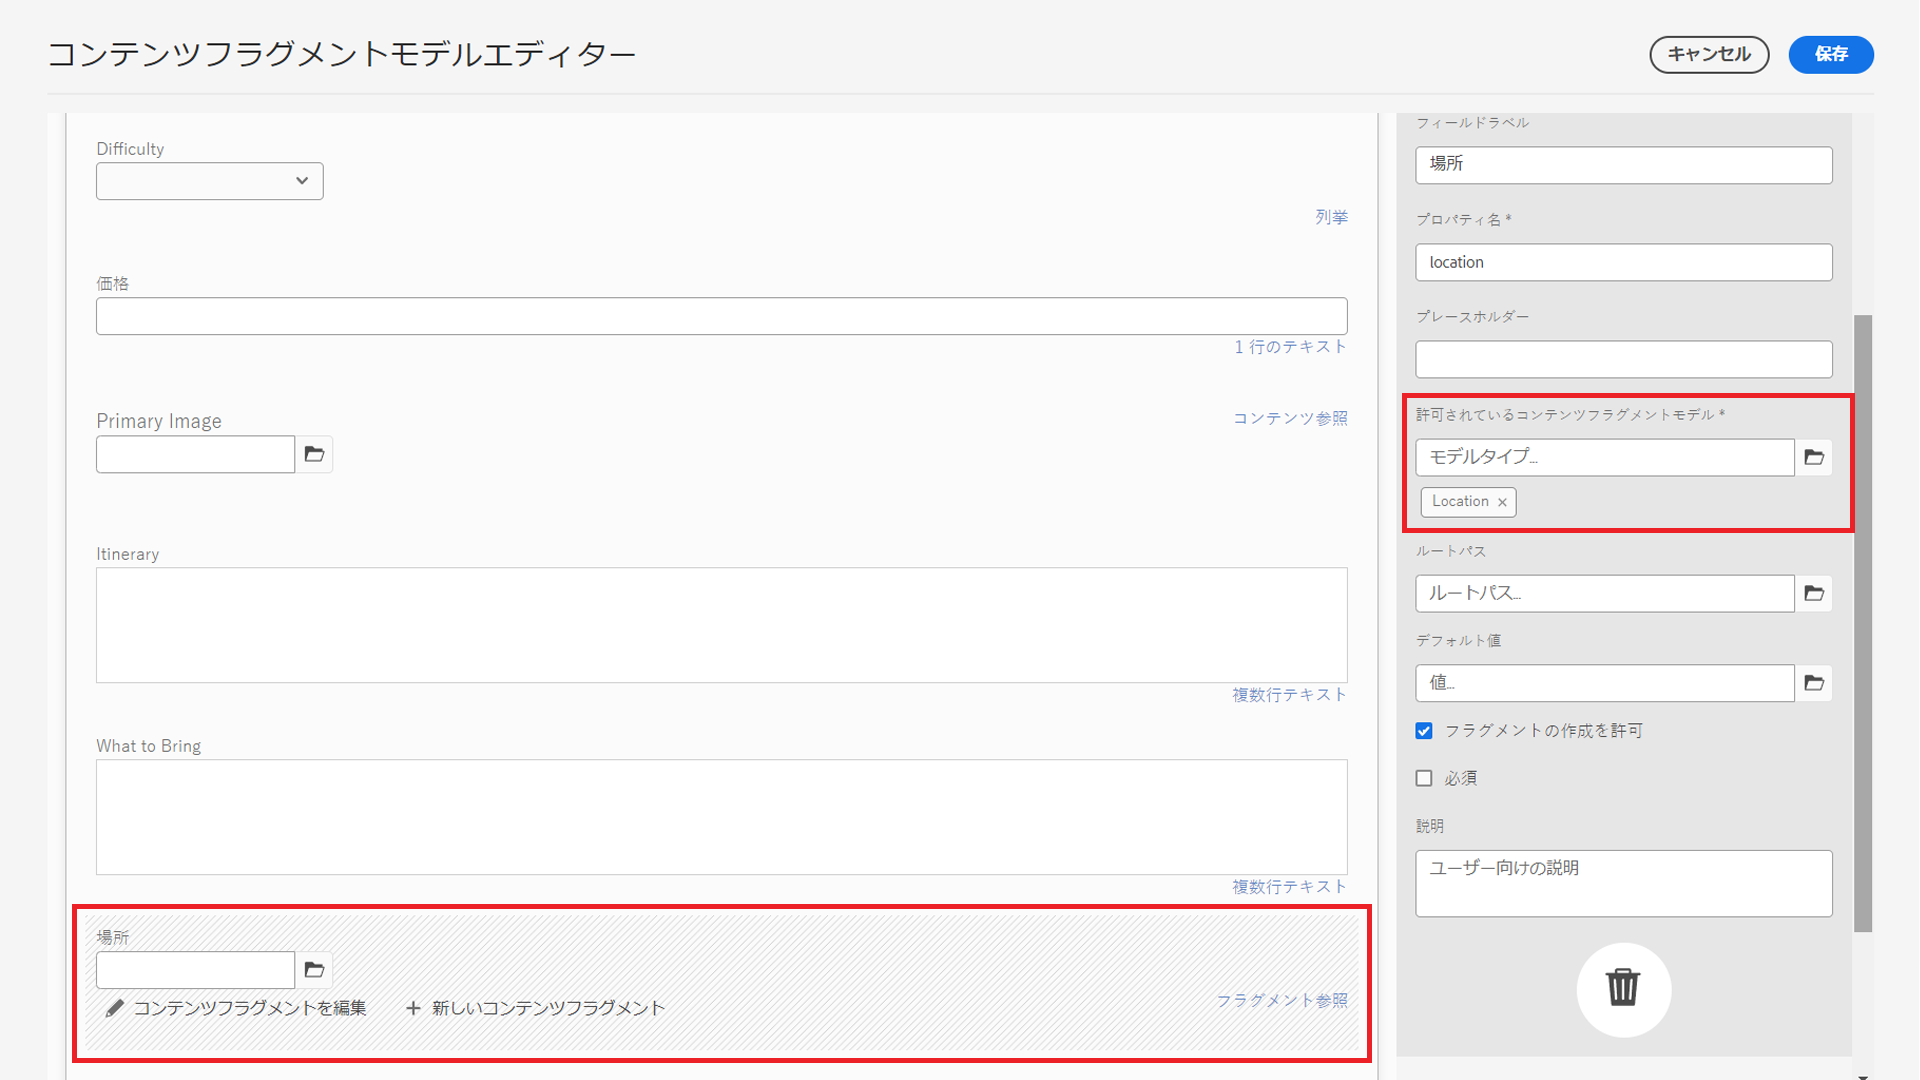 コンテンツフラグメントモデルエディター
キャンセル
保存
Difficulty
列挙
価格
1 行のテキスト
Primary Image
コンテンツ参照
Itinerary
複数行テキスト
What to Bring
複数行テキスト
場所
コンテンツフラグメントを編集
+ 新しいコンテンツフラグメント
フラグメント参照
フィールドラベル
場所
プロパティ名 *
location
プレースホルダー
許可されているコンテンツフラグメントモデル *
モデルタイプ...
Location ×
ルートパス
ルートパス...
デフォルト値
値...
フラグメントの作成を許可
必須
説明
ユーザー向けの説明